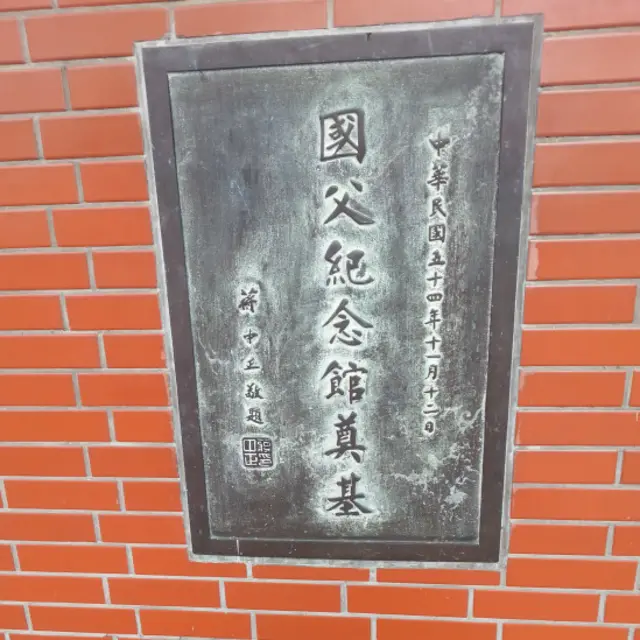 中華民國五十四年十一月十二日
國父紀念館奠基
蔣中正敬題